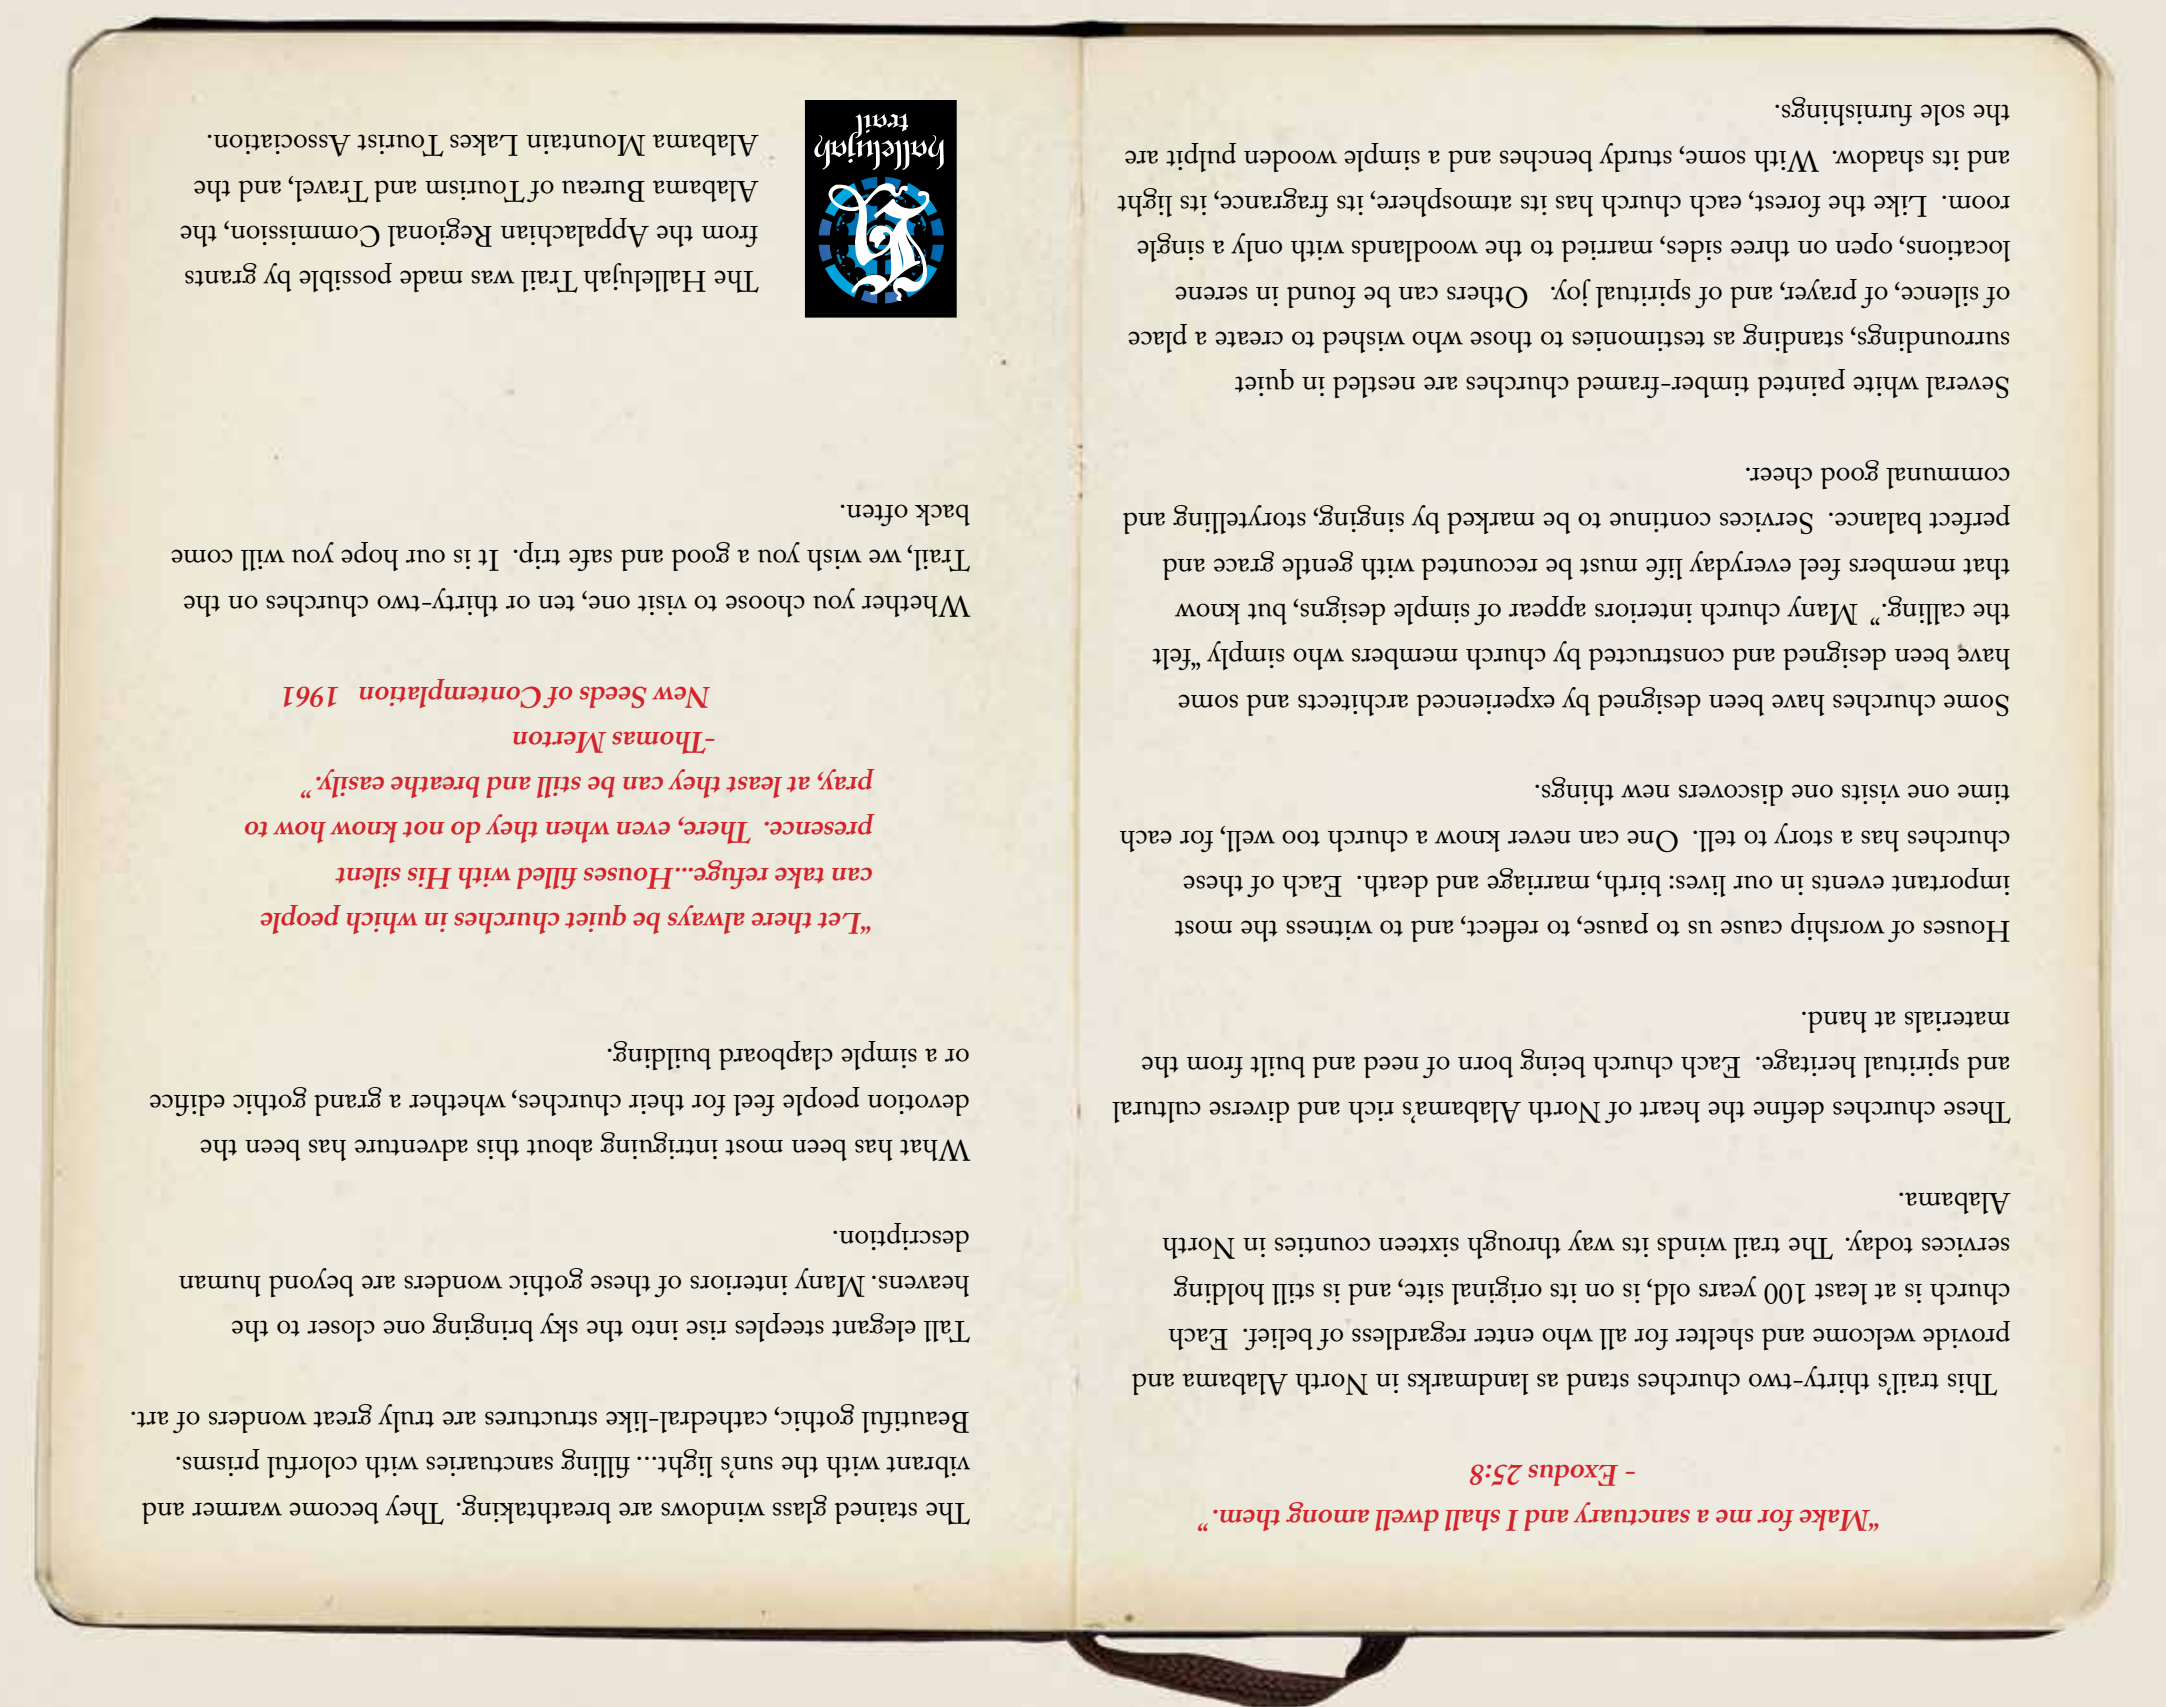 “Make for me a sanctuary and I shall dwell among them.”
- Exodus 25:8
This trail’s thirty-two churches stand as landmarks in North Alabama and
provide welcome and shelter for all who enter regardless of belief. Each
church is at least 100 years old, is on its original site, and is still holding
services today. The trail winds its way through sixteen counties in North
Alabama.
These churches define the heart of North Alabama’s rich and diverse cultural
and spiritual heritage. Each church being born of need and built from the
materials at hand.
Houses of worship cause us to pause, to reflect, and to witness the most
important events in our lives: birth, marriage and death. Each of these
churches has a story to tell. One can never know a church too well, for each
time one visits one discovers new things.
Some churches have been designed by experienced architects and some
have been designed and constructed by church members who simply “felt
the calling.” Many church interiors appear of simple designs, but know
that members feel everyday life must be recounted with gentle grace and
perfect balance. Services continue to be marked by singing, storytelling and
communal good cheer.
Several white painted timber-framed churches are nestled in quiet
surroundings, standing as testimonies to those who wished to create a place
of silence, of prayer, and of spiritual joy. Others can be found in serene
locations, open on three sides, married to the woodlands with only a single
room. Like the forest, each church has its atmosphere, its fragrance, its light
and its shadow. With some, sturdy benches and a simple wooden pulpit are
the sole furnishings.
The stained glass windows are breathtaking. They become warmer and
vibrant with the sun’s light... filling sanctuaries with colorful prisms.
Beautiful gothic, cathedral-like structures are truly great wonders of art.
Tall elegant steeples rise into the sky bringing one closer to the
heavens. Many interiors of these gothic wonders are beyond human
description.
What has been most intriguing about this adventure has been the
devotion people feel for their churches, whether a grand gothic edifice
or a simple clapboard building.
“Let there always be quiet churches in which people
can take refuge...Houses filled with His silent
presence. There, even when they do not know how to
pray, at least they can be still and breathe easily.”
-Thomas Merton
New Seeds of Contemplation 1961
Whether you choose to visit one, ten or thirty-two churches on the
Trail, we wish you a good and safe trip. It is our hope you will come
back often.
h
hallelujah
trail
The Hallelujah Trail was made possible by grants
from the Appalachian Regional Commission, the
Alabama Bureau of Tourism and Travel, and the
Alabama Mountain Lakes Tourist Association.